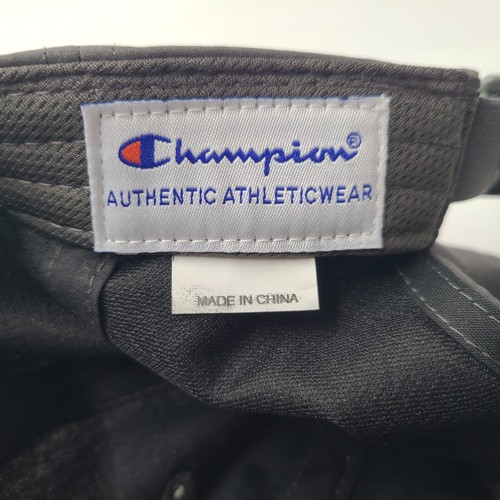 Champion®
AUTHENTIC ATHLETICWEAR
MADE IN CHINA